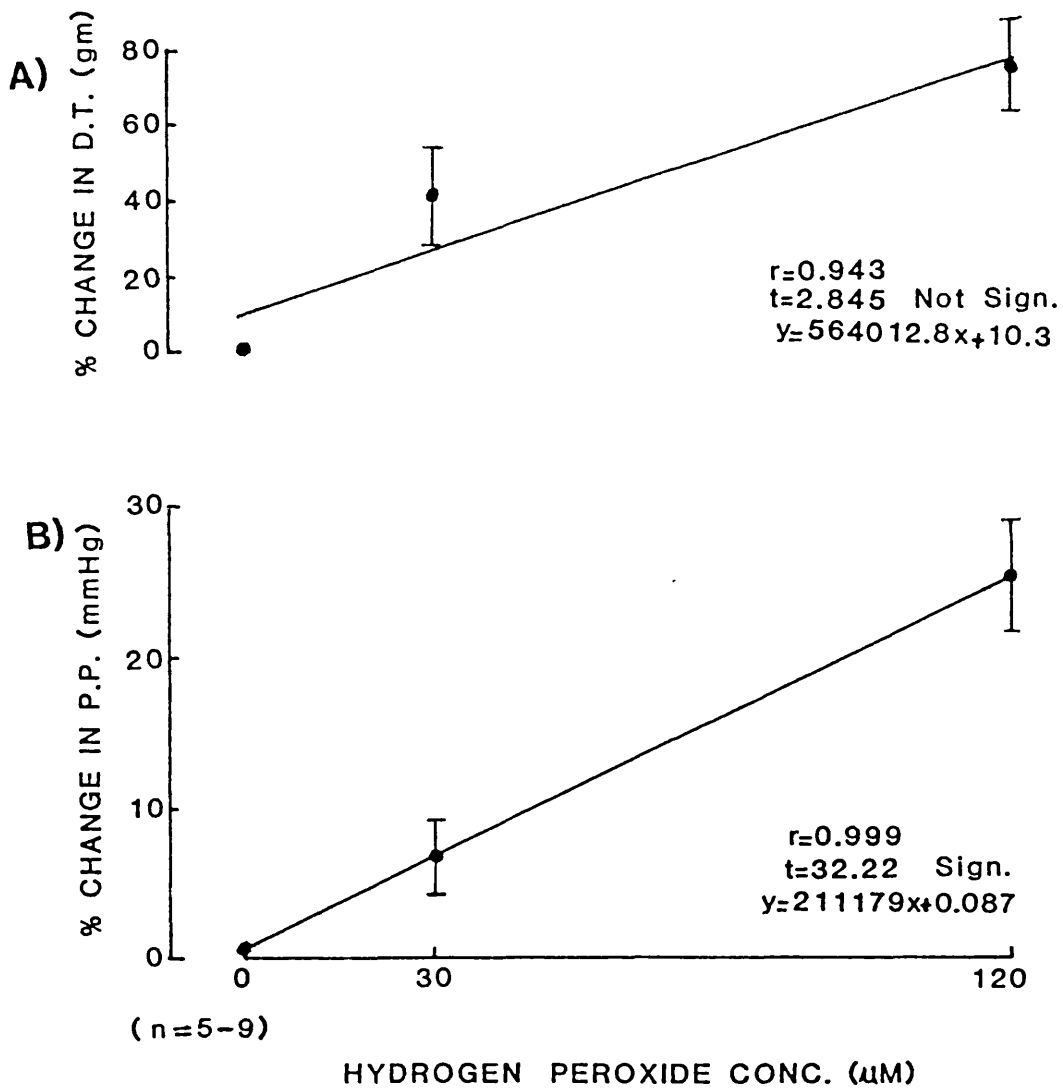 A)
% CHANGE IN D.T. (gm)
80
60
40
20
0
r=0.943
t=2.845 Not Sign.
y=564012.8x+10.3
B)
% CHANGE IN P.P. (mmHg)
30
20
10
0
r=0.999
t=32.22 Sign.
y=211179x+0.087
0 30 120
(n=5-9)
HYDROGEN PEROXIDE CONC. (µM)